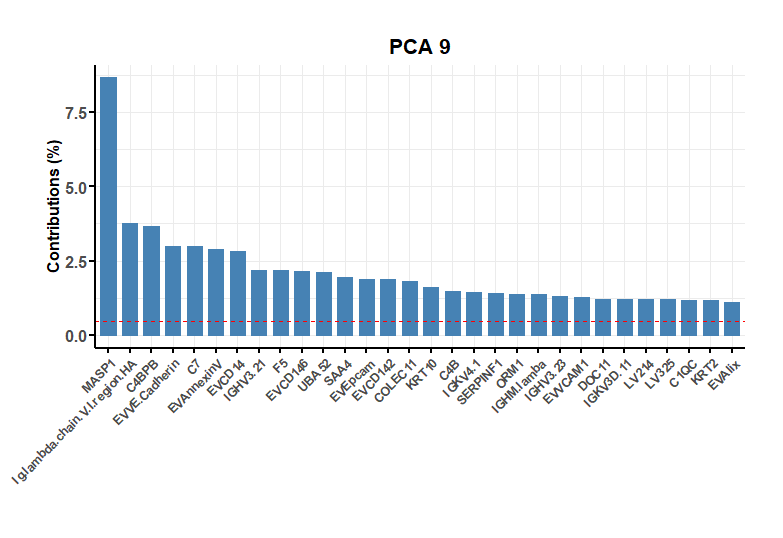 PCA 9
Contributions (%)
7.5
5.0
2.5
0.0
MASP1
Ig.lambda.chain.V.I.region.HA
C4BPB
EVVE.Cadherin
C7
EVAnnexinV
EVCD14
IGHV3.21
F5
EVCD146
UBA52
SAA4
EVEpcam
EVCD142
COLEC11
KRT10
C4B
IGKV4.1
SERPINF1
ORM1
IGHM.lamba
IGHV3.23
EVVCAM1
DOC11
IGKV3D.11
LV214
LV325
C1QC
KRT2
EVAlix